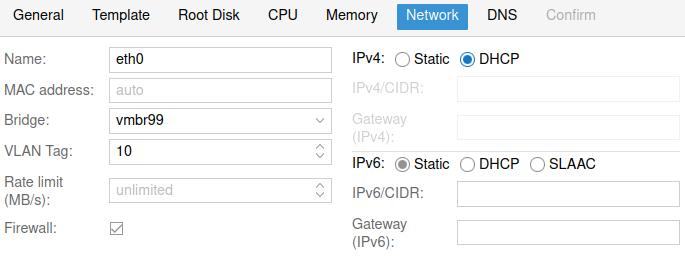 General Template Root Disk CPU Memory Network DNS Confirm
Name: eth0
MAC address: auto
Bridge: vmbr99
VLAN Tag: 10
Rate limit
(MB/s): unlimited
Firewall:
IPv4: Static DHCP
IPv4/CIDR:
Gateway
(IPv4):
IPv6: Static DHCP SLAAC
IPv6/CIDR:
Gateway
(IPv6):